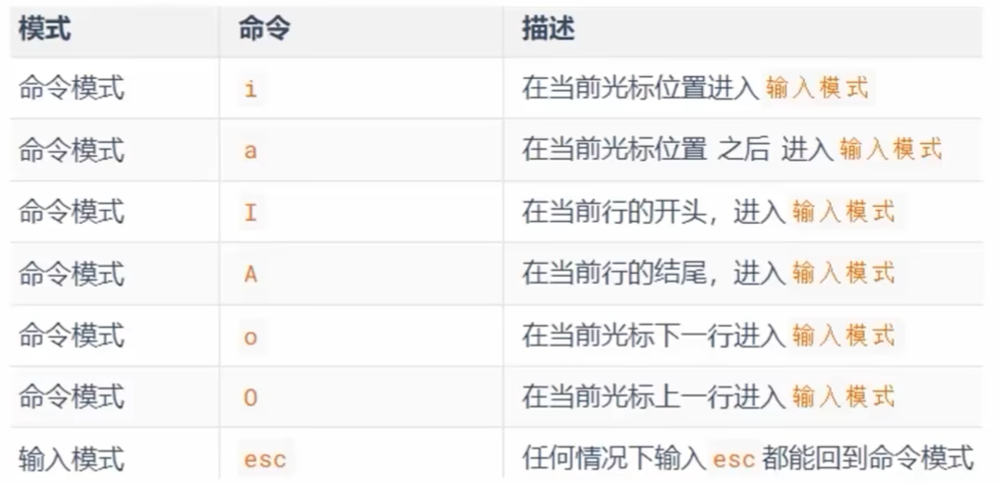 模式 命令 描述
命令模式 i 在当前光标位置进入 输入模式
命令模式 a 在当前光标位置 之后 进入 输入模式
命令模式 I 在当前行的开头，进入 输入模式
命令模式 A 在当前行的结尾，进入 输入模式
命令模式 o 在当前光标下一行进入 输入模式
命令模式 O 在当前光标上一行进入 输入模式
输入模式 esc 任何情况下输入 esc 都能回到命令模式